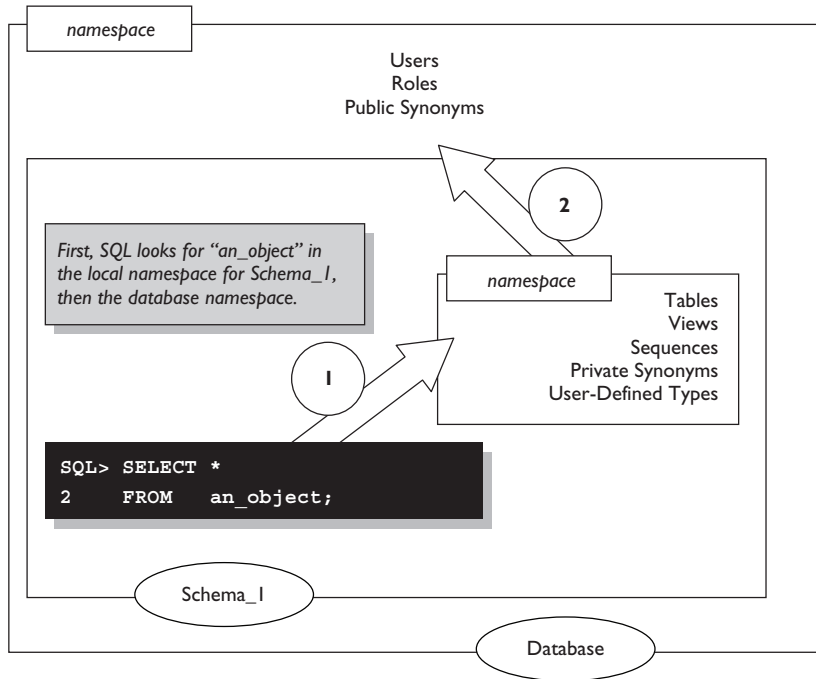 namespace
Users
Roles
Public Synonyms
2
First, SQL looks for “an_object” in
the local namespace for Schema_1,
then the database namespace.
namespace
Tables
Views
Sequences
Private Synonyms
User-Defined Types
1
SQL> SELECT *
2 FROM an_object;
Schema_1
Database